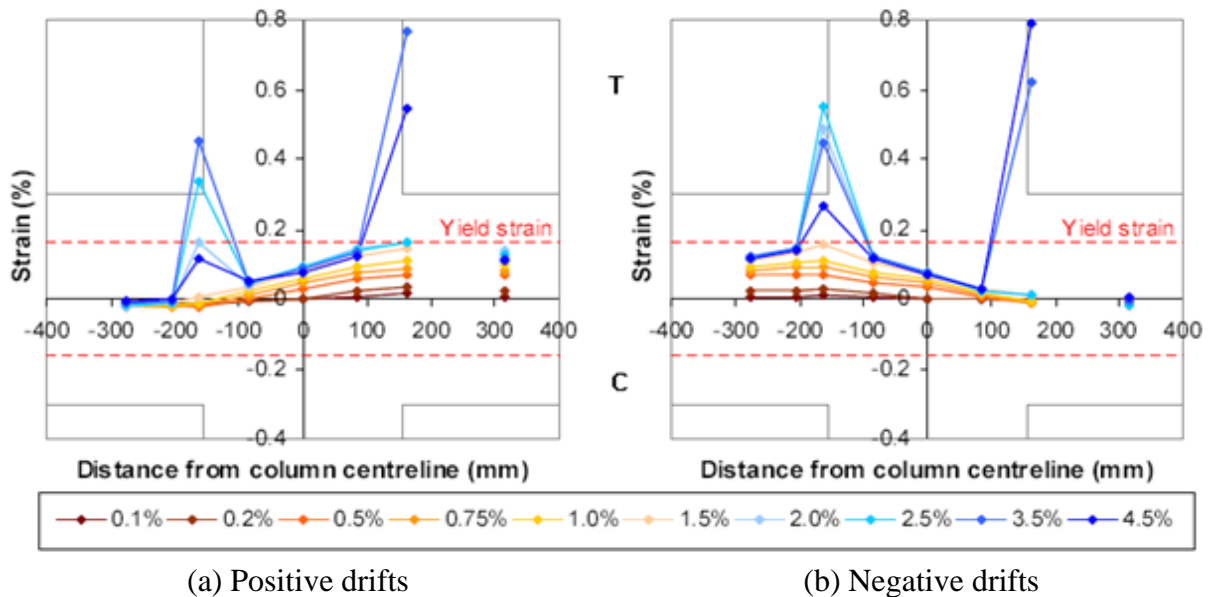 0.8
0.6
0.4
0.2
0
-0.2
-0.4
-400 -300 -200 -100 0 100 200 300 400
Strain (%)
Yield strain
Distance from column centreline (mm)
T
C
0.8
0.6
0.4
0.2
0
-0.2
-0.4
-400 -300 -200 -100 0 100 200 300 400
Strain (%)
Yield strain
Distance from column centreline (mm)
0.1% 0.2% 0.5% 0.75% 1.0% 1.5% 2.0% 2.5% 3.5% 4.5%
(a) Positive drifts
(b) Negative drifts